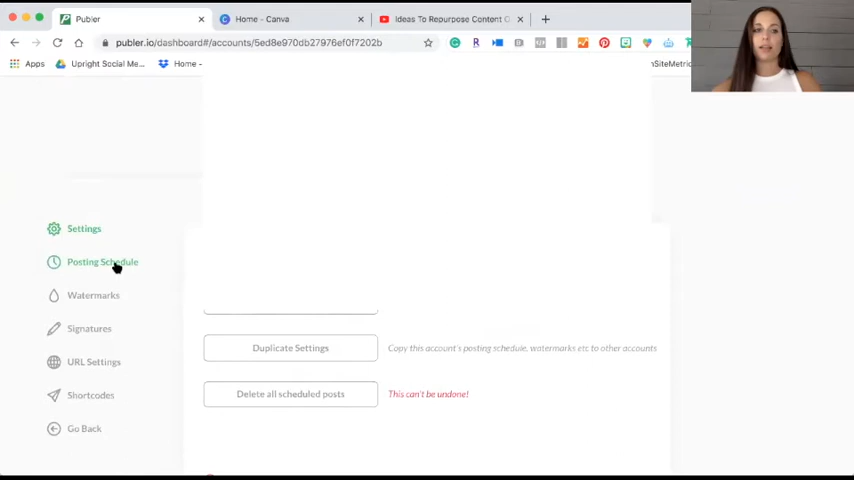 Publer
Home - Canva
Ideas To Repurpose Content
publer.io/dashboard#/accounts/5ed8e970db27976ef0f7202b
Apps
Upright Social Me...
Home -
nSiteMetric
Settings
Posting Schedule
Watermarks
Signatures
Duplicate Settings
Copy this account's posting schedule, watermarks etc to other accounts
URL Settings
Shortcodes
Delete all scheduled posts
This can't be undone!
Go Back